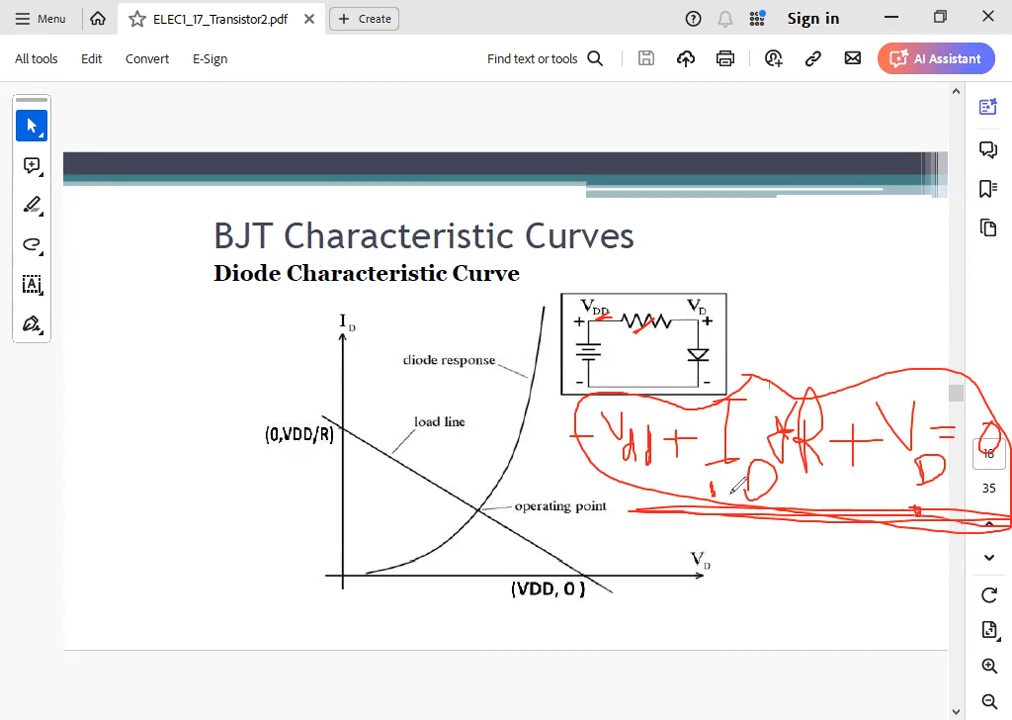 Menu
ELEC1_17_Transistor2.pdf
Create
Sign in
All tools
Edit
Convert
E-Sign
Find text or tools
AI Assistant
BJT Characteristic Curves
Diode Characteristic Curve
I D
VDD
VD
+
+
-
-
diode response
load line
(0,VDD/R)
-Vdd + ID * R + VD = 0
operating point
VD
(VDD, 0 )
18
35